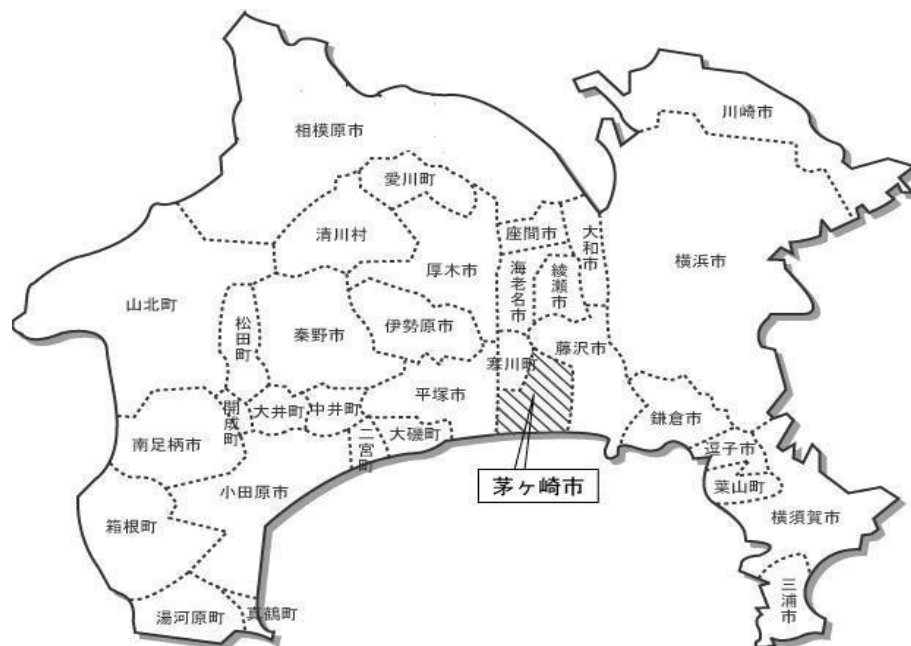 川崎市
相模原市
愛川町
座間市
大和市
清川村
横浜市
厚木市
海老名市
綾瀬市
山北町
松田町
秦野市
伊勢原市
藤沢市
寒川町
平塚市
開成町
大井町
中井町
鎌倉市
南足柄市
二宮町
大磯町
逗子市
茅ヶ崎市
葉山町
小田原市
横須賀市
箱根町
三浦市
湯河原町
真鶴町